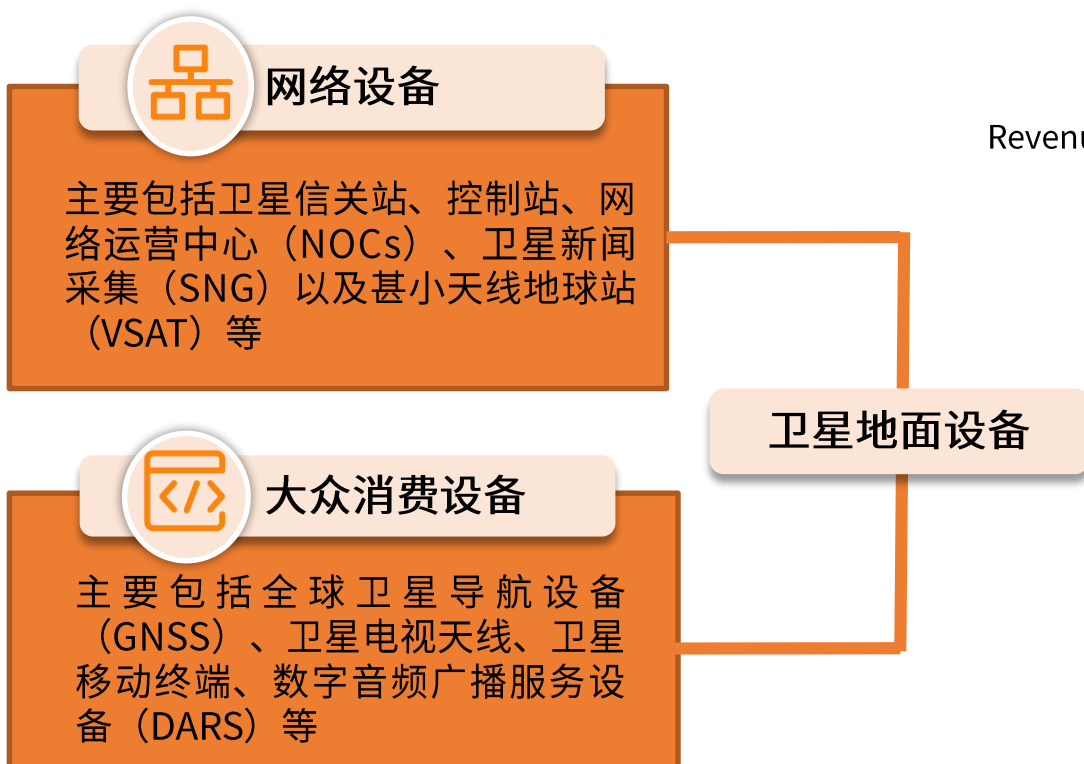 网络设备
主要包括卫星信关站、控制站、网
络运营中心（NOCs）、卫星新闻
采集（SNG）以及甚小天线地球站
（VSAT）等
Revenu
卫星地面设备
大众消费设备
主要包括全球卫星导航设备
（GNSS）、卫星电视天线、卫星
移动终端、数字音频广播服务设
备（DARS）等